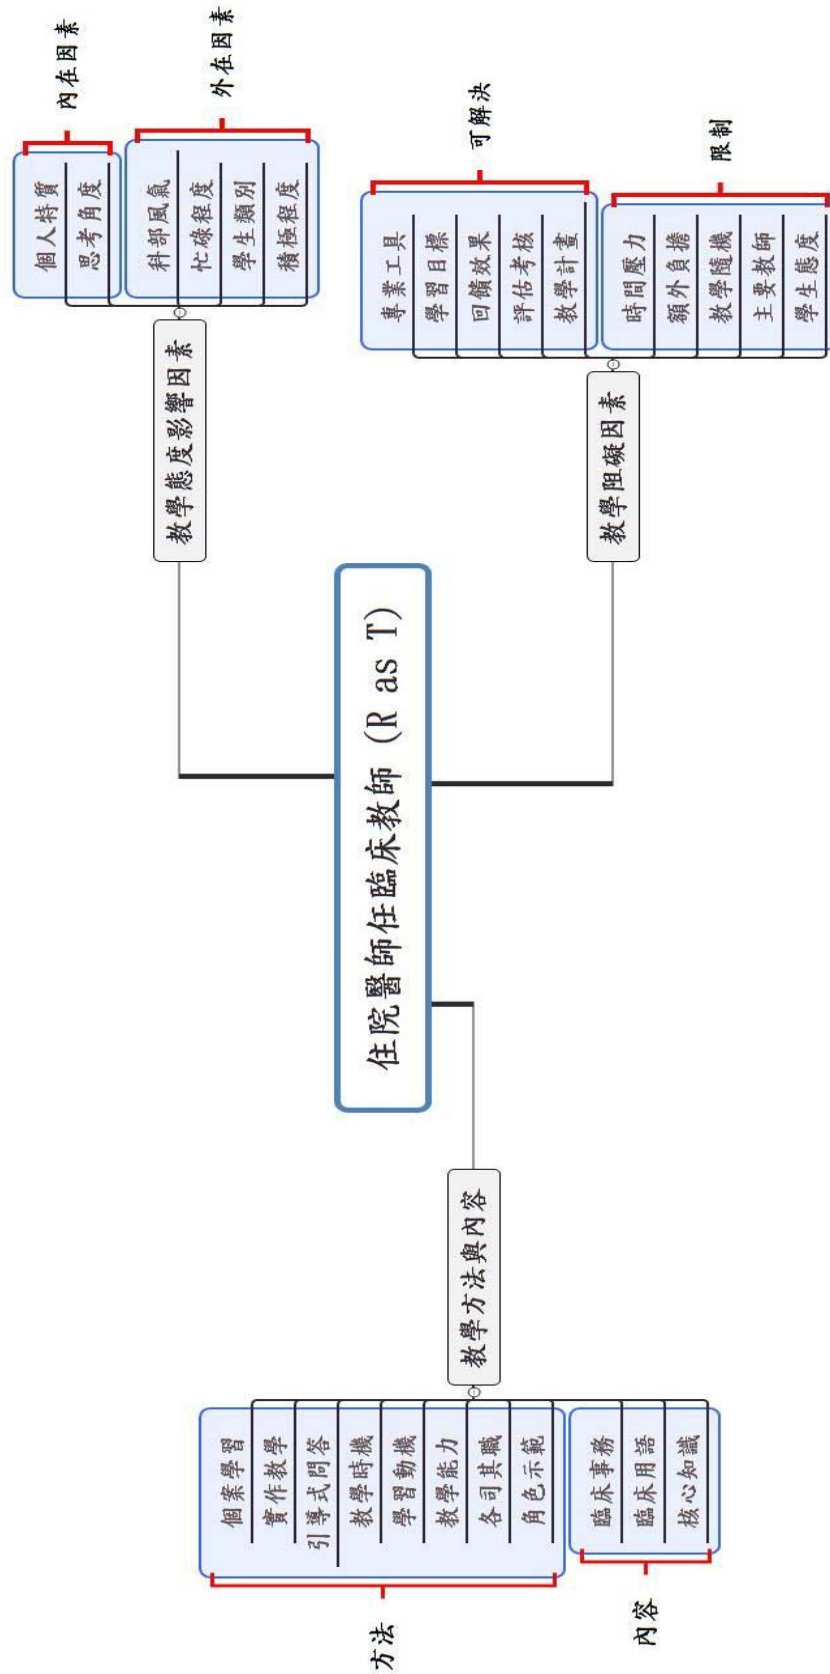 住院醫師任臨床教師 (R as T)
教學方法與內容
個案學習
實作教學
引導式問答
教學時機
學習動機
教學能力
各司其職
角色示範
方法
臨床事務
臨床用語
核心知識
內容
教學態度影響因素
個人特質
思考角度
內在因素
科部風氣
忙碌程度
學生類別
積極程度
外在因素
教學阻礙因素
專業工具
學習目標
回饋效果
評估考核
教學計畫
可解決
時間壓力
額外負擔
教學隨機
主要教師
學生態度
限制